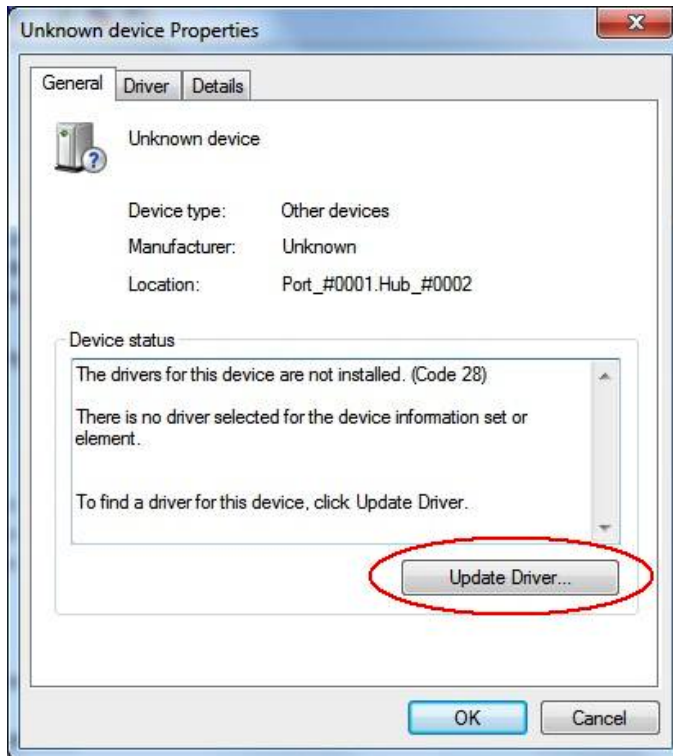 Unknown device Properties
General Driver Details
Unknown device
Device type: Other devices
Manufacturer: Unknown
Location: Port_#0001.Hub_#0002
Device status
The drivers for this device are not installed. (Code 28)
There is no driver selected for the device information set or
element.
To find a driver for this device, click Update Driver.
Update Driver...
OK Cancel